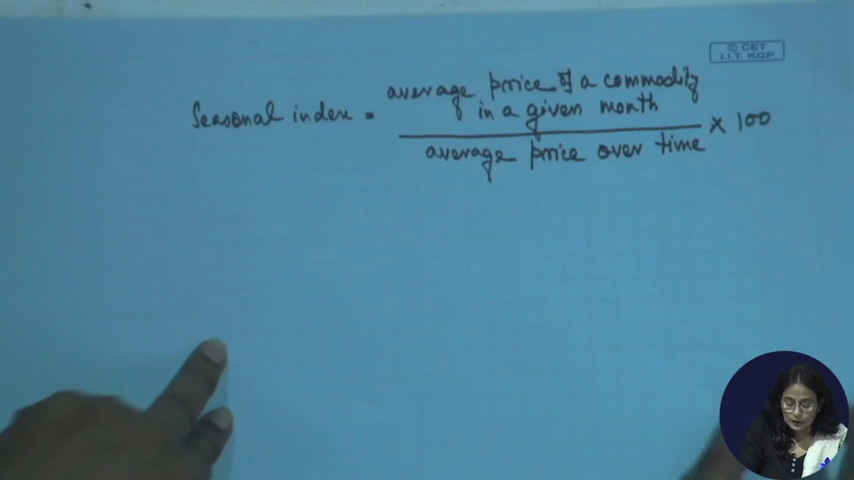 © CET
I.I.T. KGP
average price of a commodity
Seasonal index = in a given month
× 100
average price over time